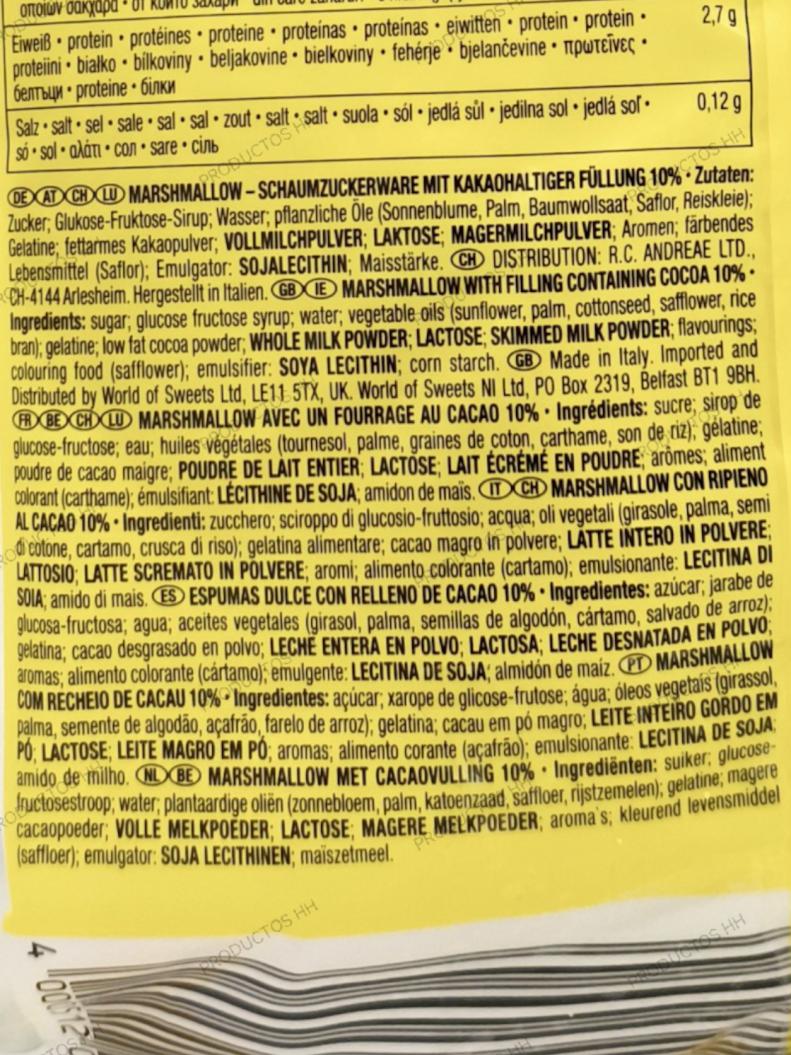 Eiweiß • protein • protéines • proteine • proteínas • proteínas • eiwitten • protein • protein • 2,7 g
proteiini • białko • bílkoviny • beljakovine • bielkoviny • fehérje • bjelančevine • πρωτεΐνες •
белтъци • proteine • білки
Salz • salt • sel • sale • sal • sal • zout • salt • salt • suola • sól • jedlá sůl • jedilna sol • jedlá soľ • 0,12 g
só • sol • αλάτι • сол • sare • сіль
DE AT CH LU MARSHMALLOW – SCHAUMZUCKERWARE MIT KAKAOHALTIGER FÜLLUNG 10% • Zutaten:
Zucker; Glukose-Fruktose-Sirup; Wasser; pflanzliche Öle (Sonnenblume, Palm, Baumwollsaat, Saflor, Reiskleie);
Gelatine; fettarmes Kakaopulver; VOLLMILCHPULVER; LAKTOSE; MAGERMILCHPULVER; Aromen; färbendes
Lebensmittel (Saflor); Emulgator: SOJALECITHIN; Maisstärke. CH DISTRIBUTION: R.C. ANDREAE LTD.,
CH-4144 Arlesheim. Hergestellt in Italien. GB IE MARSHMALLOW WITH FILLING CONTAINING COCOA 10% •
Ingredients: sugar; glucose fructose syrup; water; vegetable oils (sunflower, palm, cottonseed, safflower, rice
bran); gelatine; low fat cocoa powder; WHOLE MILK POWDER; LACTOSE; SKIMMED MILK POWDER; flavourings;
colouring food (safflower); emulsifier: SOYA LECITHIN; corn starch. GB Made in Italy. Imported and
Distributed by World of Sweets Ltd, LE11 5TX, UK. World of Sweets NI Ltd, PO Box 2319, Belfast BT1 9BH.
FR BE CH LU MARSHMALLOW AVEC UN FOURRAGE AU CACAO 10% • Ingrédients: sucre; sirop de
glucose-fructose; eau; huiles végétales (tournesol, palme, graines de coton, carthame, son de riz); gélatine;
poudre de cacao maigre; POUDRE DE LAIT ENTIER; LACTOSE; LAIT ÉCRÉMÉ EN POUDRE; arômes; aliment
colorant (carthame); émulsifiant: LÉCITHINE DE SOJA; amidon de maïs. IT CH MARSHMALLOW CON RIPIENO
AL CACAO 10% • Ingredienti: zucchero; sciroppo di glucosio-fruttosio; acqua; oli vegetali (girasole, palma, semi
di cotone, cartamo, crusca di riso); gelatina alimentare; cacao magro in polvere; LATTE INTERO IN POLVERE;
LATTOSIO; LATTE SCREMATO IN POLVERE; aromi; alimento colorante (cartamo); emulsionante: LECITINA DI
SOIA; amido di mais. ES ESPUMAS DULCE CON RELLENO DE CACAO 10% • Ingredientes: azúcar; jarabe de
glucosa-fructosa; agua; aceites vegetales (girasol, palma, semillas de algodón, cártamo, salvado de arroz);
gelatina; cacao desgrasado en polvo; LECHE ENTERA EN POLVO; LACTOSA; LECHE DESNATADA EN POLVO;
aromas; alimento colorante (cártamo); emulgente: LECITINA DE SOJA; almidón de maíz. PT MARSHMALLOW
COM RECHEIO DE CACAU 10% • Ingredientes: açúcar; xarope de glicose-frutose; água; óleos vegetais (girassol,
palma, semente de algodão, açafrão, farelo de arroz); gelatina; cacau em pó magro; LEITE INTEIRO GORDO EM
PÓ; LACTOSE; LEITE MAGRO EM PÓ; aromas; alimento corante (açafrão); emulsionante: LECITINA DE SOJA;
amido de milho. NL BE MARSHMALLOW MET CACAOVULLING 10% • Ingrediënten: suiker; glucose-
fructosestroop; water; plantaardige oliën (zonnebloem, palm, katoenzaad, saffloer, rijstzemelen); gelatine; magere
cacaopoeder; VOLLE MELKPOEDER; LACTOSE; MAGERE MELKPOEDER; aroma's; kleurend levensmiddel
(saffloer); emulgator: SOJA LECITHINEN; maïszetmeel.
PRODUCTOS HH